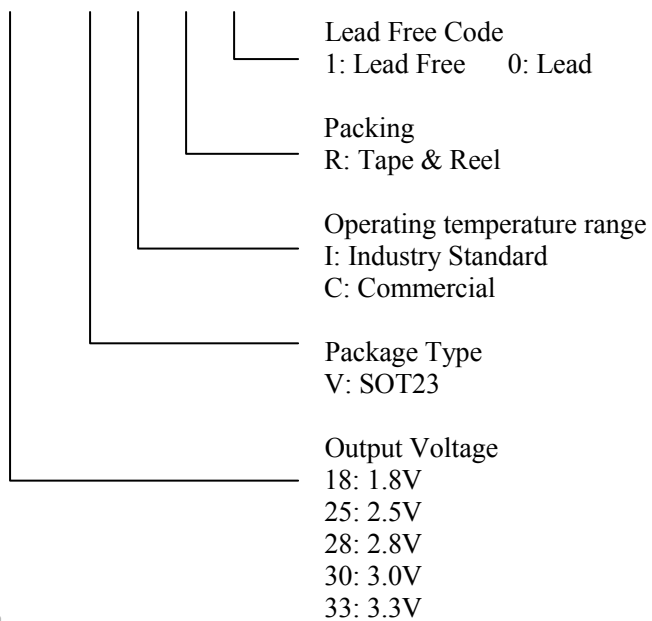 Lead Free Code
1: Lead Free 0: Lead
Packing
R: Tape & Reel
Operating temperature range
I: Industry Standard
C: Commercial
Package Type
V: SOT23
Output Voltage
18: 1.8V
25: 2.5V
28: 2.8V
30: 3.0V
33: 3.3V